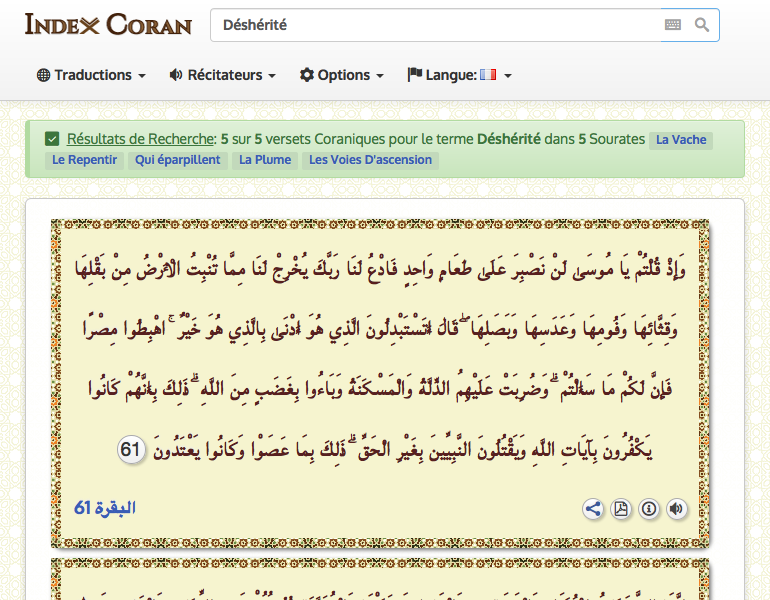 Index Coran
Déshérité
Traductions
Récitateurs
Options
Langue:
Résultats de Recherche: 5 sur 5 versets Coraniques pour le terme Déshérité dans 5 Sourates La Vache
Le Repentir Qui éparpillent La Plume Les Voies D'ascension
وَإِذْ قُلْتُمْ يَا مُوسَىٰ لَنْ نَصْبِرَ عَلَىٰ طَعَامٍ وَاحِدٍ فَادْعُ لَنَا رَبَّكَ يُخْرِجْ لَنَا مِمَّا تُنْبِتُ الْأَرْضُ مِنْ بَقْلِهَا
وَقِثَّائِهَا وَفُومِهَا وَعَدَسِهَا وَبَصَلِهَا ۖ قَالَ أَتَسْتَبْدِلُونَ الَّذِي هُوَ أَدْنَىٰ بِالَّذِي هُوَ خَيْرٌ ۚ اهْبِطُوا مِصْرًا
فَإِنَّ لَكُمْ مَا سَأَلْتُمْ ۗ وَضُرِبَتْ عَلَيْهِمُ الذِّلَّةُ وَالْمَسْكَنَةُ وَبَاءُوا بِغَضَبٍ مِنَ اللَّهِ ۗ ذَٰلِكَ بِأَنَّهُمْ كَانُوا
يَكْفُرُونَ بِآيَاتِ اللَّهِ وَيَقْتُلُونَ النَّبِيِّينَ بِغَيْرِ الْحَقِّ ۗ ذَٰلِكَ بِمَا عَصَوْا وَكَانُوا يَعْتَدُونَ 61
البقرة 61